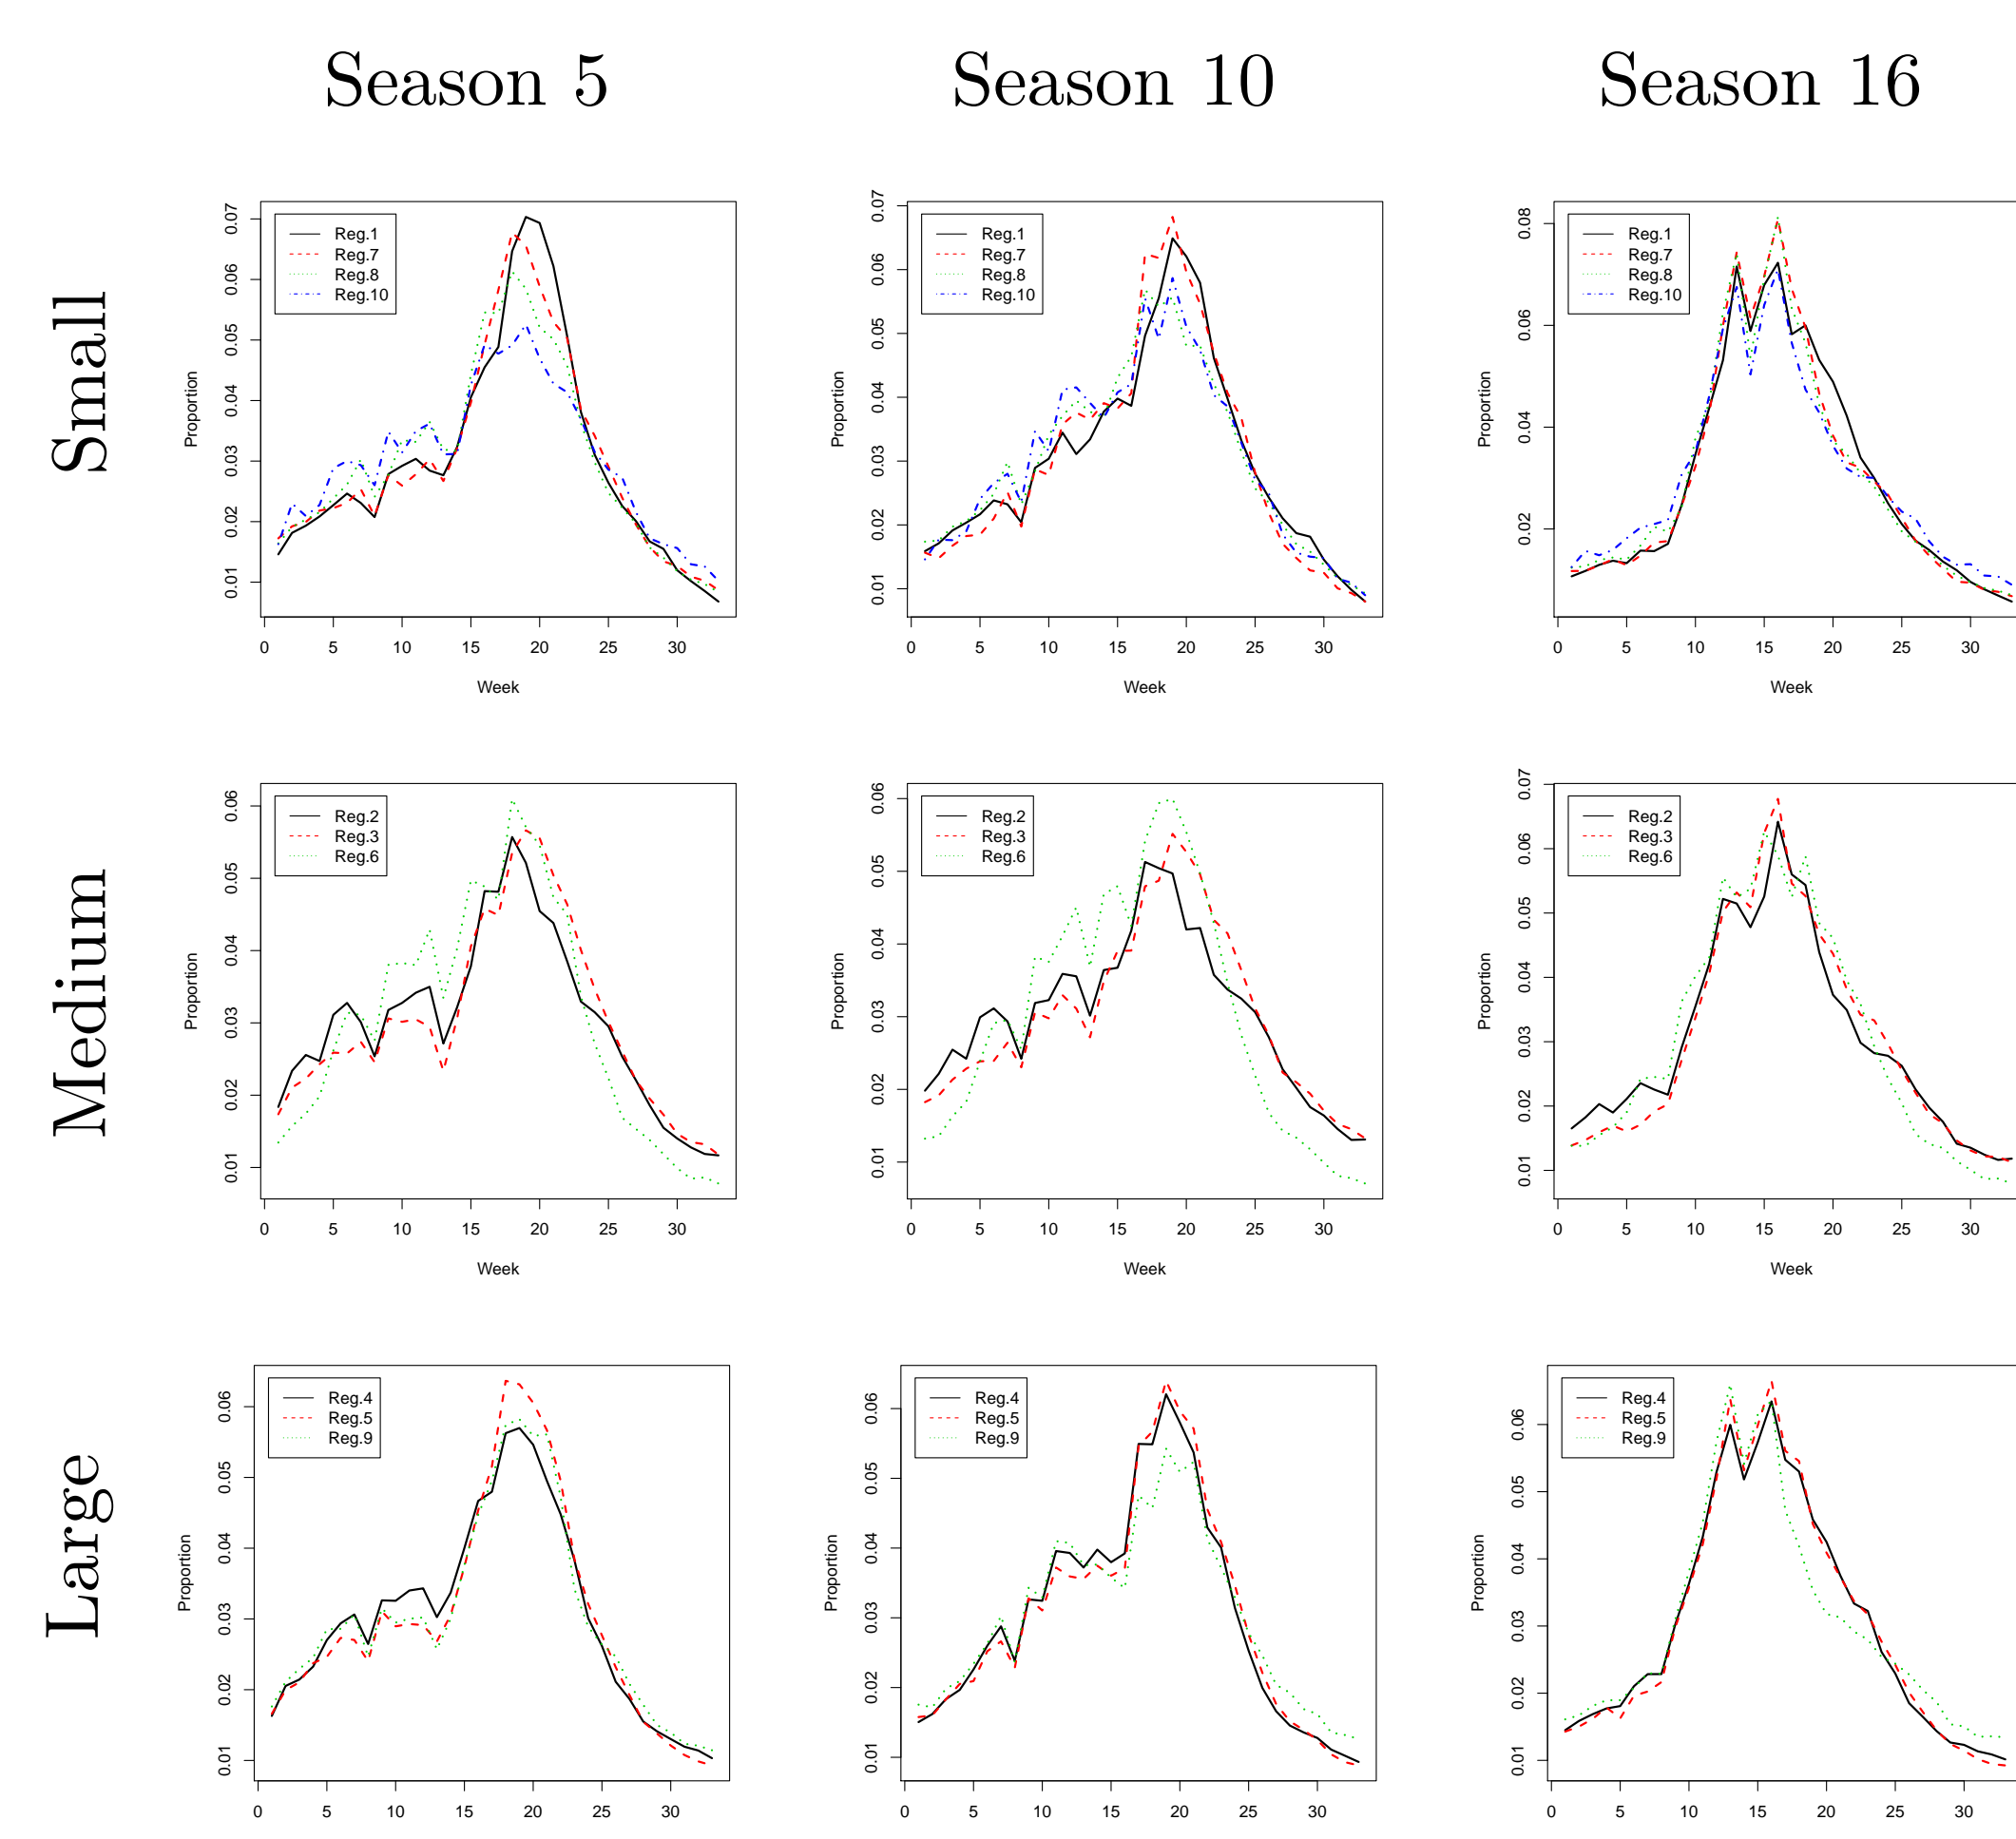 Season 5
Season 10
Season 16
Small
0.01 0.02 0.03 0.04 0.05 0.06 0.07
Proportion
Reg.1
Reg.7
Reg.8
Reg.10
0 5 10 15 20 25 30
Week
0.01 0.02 0.03 0.04 0.05 0.06 0.07
Proportion
Reg.1
Reg.7
Reg.8
Reg.10
0 5 10 15 20 25 30
Week
0.02 0.04 0.06 0.08
Proportion
Reg.1
Reg.7
Reg.8
Reg.10
0 5 10 15 20 25 30
Week
Medium
0.01 0.02 0.03 0.04 0.05 0.06
Proportion
Reg.2
Reg.3
Reg.6
0 5 10 15 20 25 30
Week
0.01 0.02 0.03 0.04 0.05 0.06
Proportion
Reg.2
Reg.3
Reg.6
0 5 10 15 20 25 30
Week
0.01 0.02 0.03 0.04 0.05 0.06 0.07
Proportion
Reg.2
Reg.3
Reg.6
0 5 10 15 20 25 30
Week
Large
0.01 0.02 0.03 0.04 0.05 0.06
Proportion
Reg.4
Reg.5
Reg.9
0 5 10 15 20 25 30
0.01 0.02 0.03 0.04 0.05 0.06
Proportion
Reg.4
Reg.5
Reg.9
0 5 10 15 20 25 30
0.01 0.02 0.03 0.04 0.05 0.06
Proportion
Reg.4
Reg.5
Reg.9
0 5 10 15 20 25 30